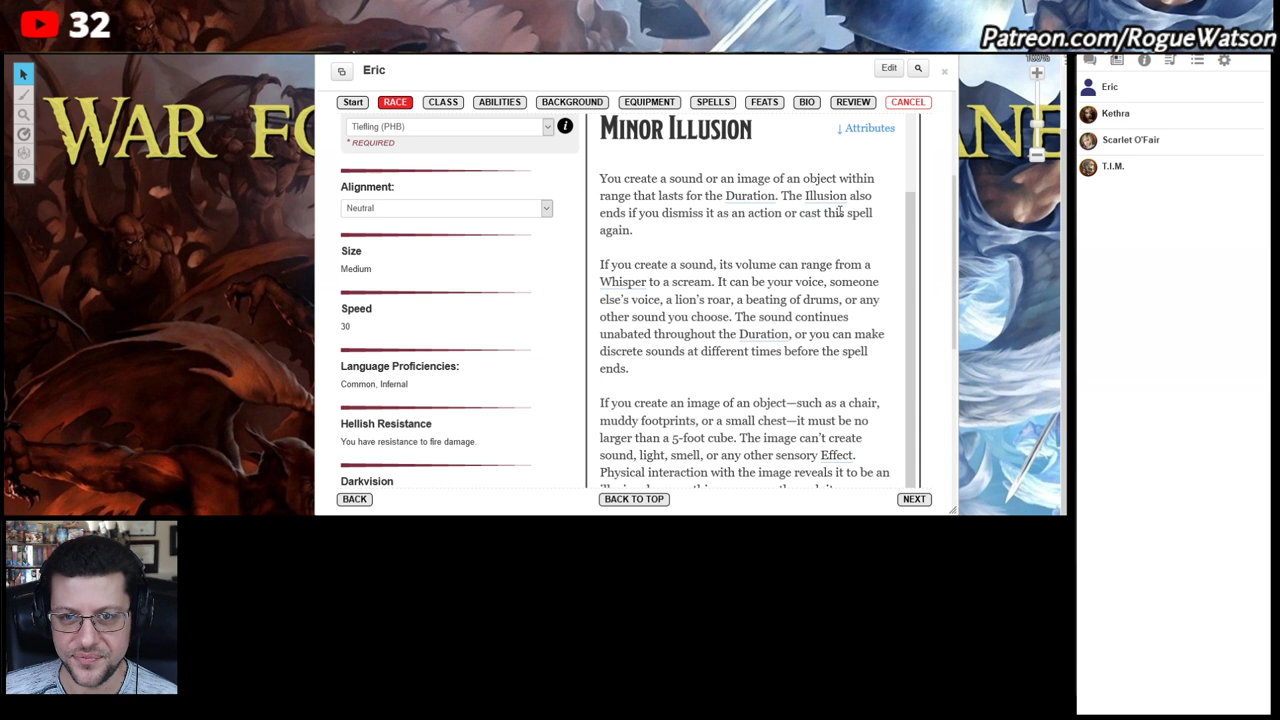 32
Patreon.com/RogueWatson
WAR FO
ANE
100%
Eric
Edit
Start RACE CLASS ABILITIES BACKGROUND EQUIPMENT SPELLS FEATS BIO REVIEW CANCEL
Tiefling (PHB)
* REQUIRED
Alignment:
Neutral
Size
Medium
Speed
30
Language Proficiencies:
Common, Infernal
Hellish Resistance
You have resistance to fire damage.
Darkvision
MINOR ILLUSION
↓ Attributes
You create a sound or an image of an object within
range that lasts for the Duration. The Illusion also
ends if you dismiss it as an action or cast this spell
again.
If you create a sound, its volume can range from a
Whisper to a scream. It can be your voice, someone
else's voice, a lion's roar, a beating of drums, or any
other sound you choose. The sound continues
unabated throughout the Duration, or you can make
discrete sounds at different times before the spell
ends.
If you create an image of an object—such as a chair,
muddy footprints, or a small chest—it must be no
larger than a 5-foot cube. The image can't create
sound, light, smell, or any other sensory Effect.
Physical interaction with the image reveals it to be an
BACK
BACK TO TOP
NEXT
Eric
Kethra
Scarlet O'Fair
T.I.M.